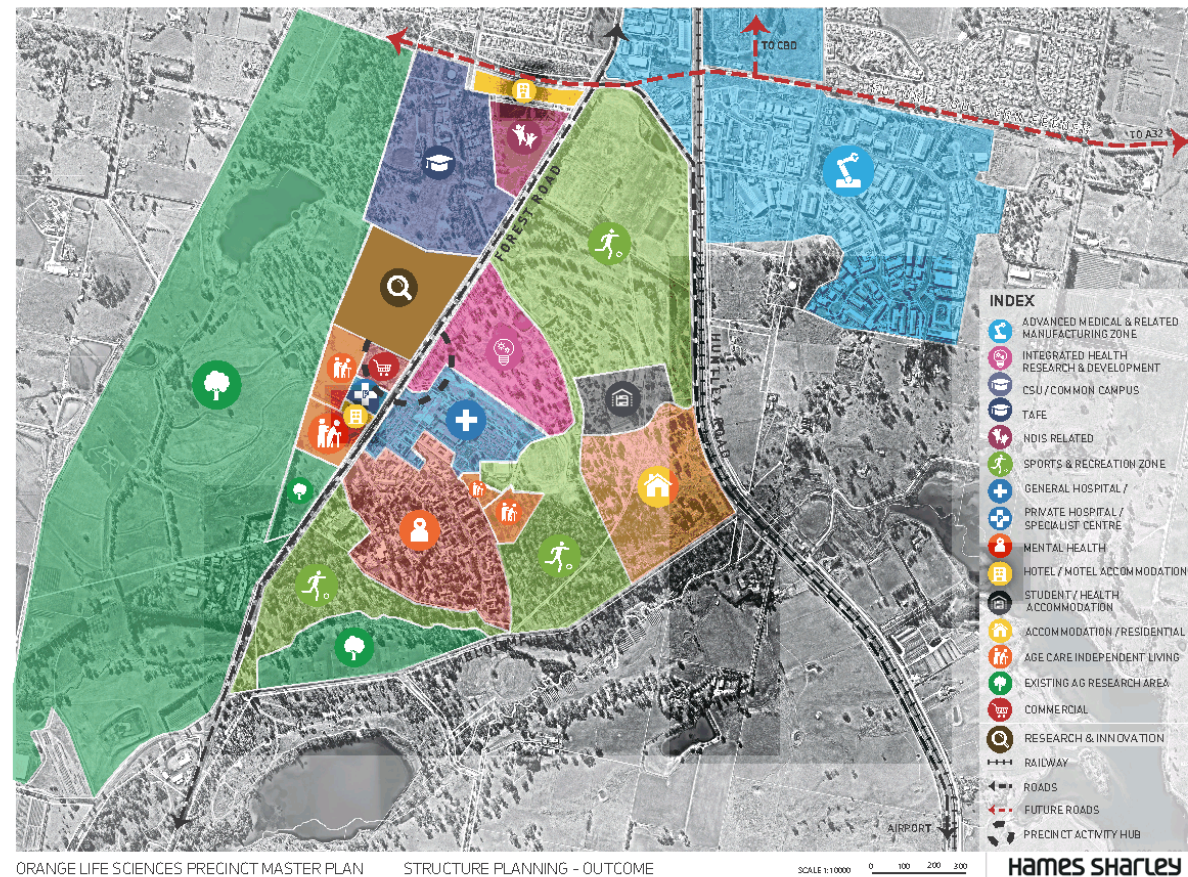 TO CBD
TO A32
FOREST ROAD
HUNTLEY ROAD
INDEX
ADVANCED MEDICAL & RELATED
MANUFACTURING ZONE
INTEGRATED HEALTH
RESEARCH & DEVELOPMENT
CSU / COMMON CAMPUS
TAFE
NDIS RELATED
SPORTS & RECREATION ZONE
GENERAL HOSPITAL /
PRIVATE HOSPITAL /
SPECIALIST CENTRE
MENTAL HEALTH
HOTEL / MOTEL ACCOMMODATION
STUDENT / HEALTH
ACCOMMODATION
ACCOMMODATION / RESIDENTIAL
AGE CARE INDEPENDENT LIVING
EXISTING AG RESEARCH AREA
COMMERCIAL
RESEARCH & INNOVATION
RAILWAY
ROADS
FUTURE ROADS
PRECINCT ACTIVITY HUB
AIRPORT
ORANGE LIFE SCIENCES PRECINCT MASTER PLAN STRUCTURE PLANNING - OUTCOME
SCALE 1:10000 0 100 200 300
HAMES SHARLEY